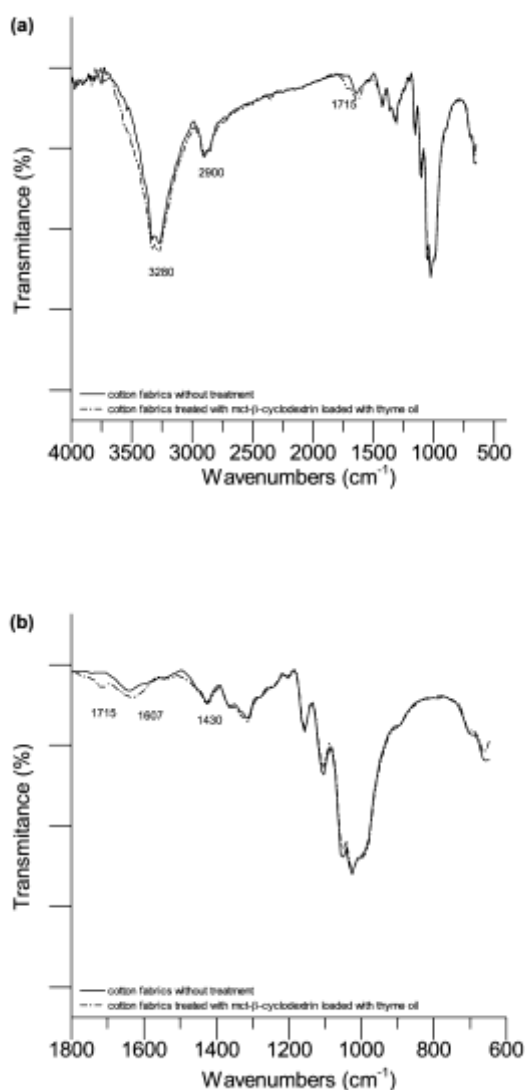 (a)
Transmitance (%)
1715
2900
3280
cotton fabrics without treatment
cotton fabrics treated with mct-β-cyclodextrin loaded with thyme oil
4000 3500 3000 2500 2000 1500 1000 500
Wavenumbers (cm-1)
(b)
Transmitance (%)
1715 1607 1430
cotton fabrics without treatment
cotton fabrics treated with mct-β-cyclodextrin loaded with thyme oil
1800 1600 1400 1200 1000 800 600
Wavenumbers (cm-1)